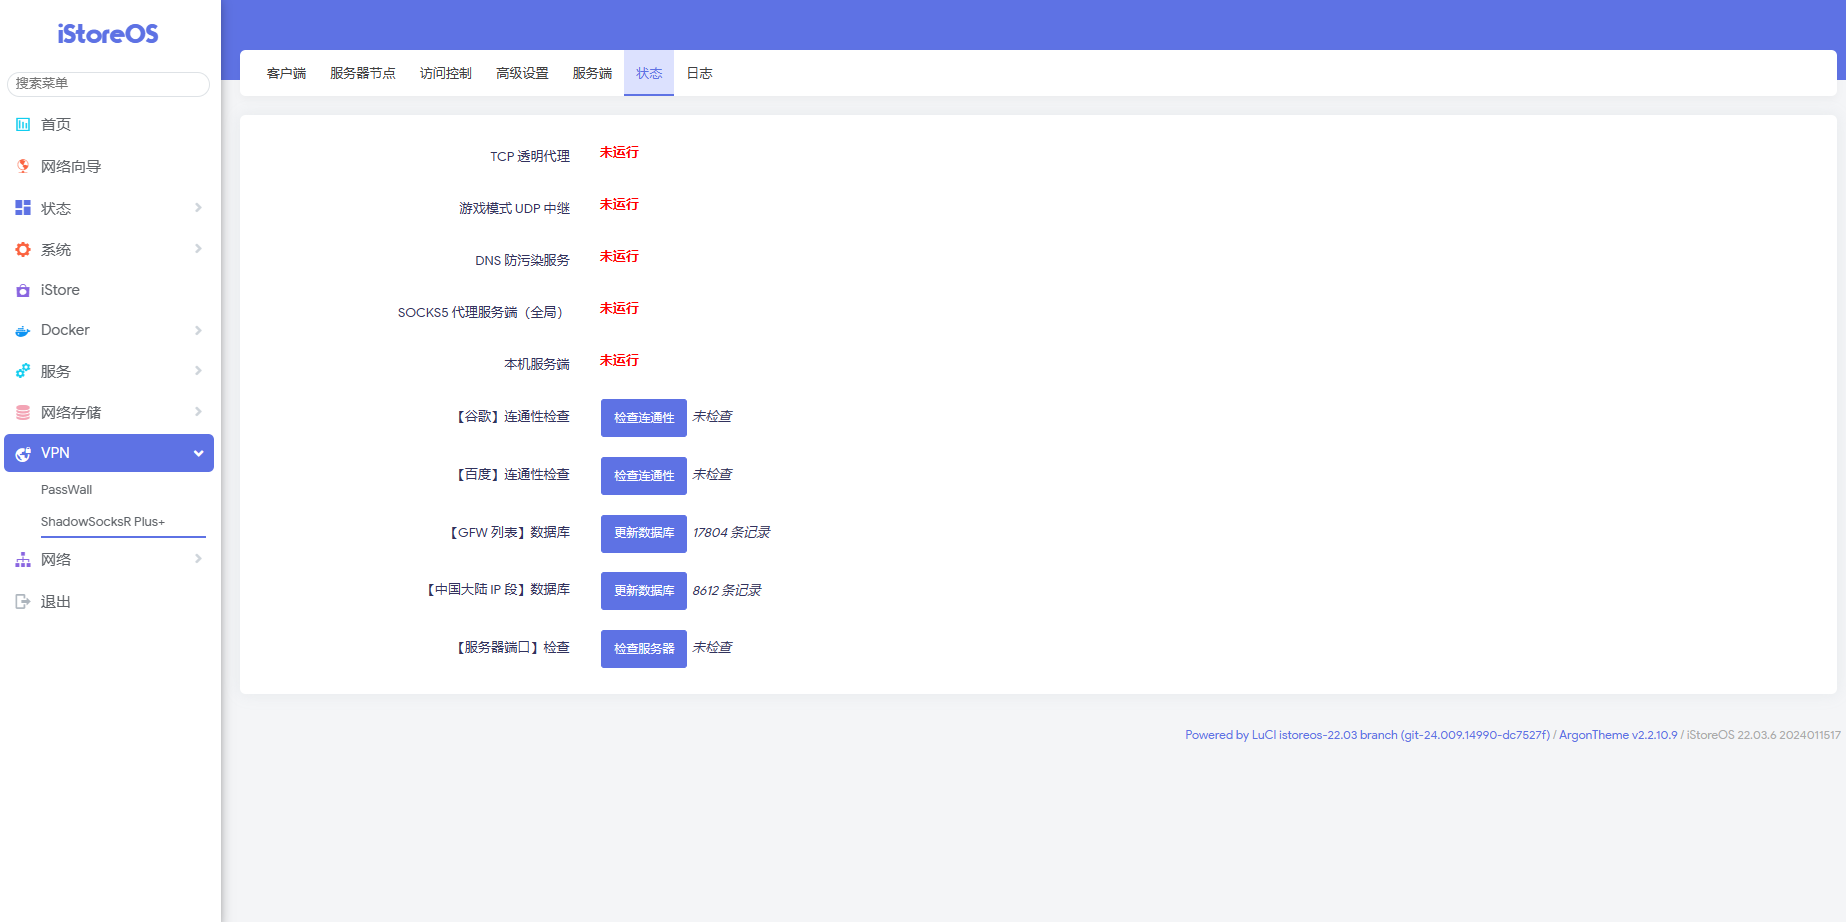 iStoreOS
搜索菜单
首页
网络向导
状态
系统
iStore
Docker
服务
网络存储
VPN
PassWall
ShadowSocksR Plus+
网络
退出
客户端 服务器节点 访问控制 高级设置 服务端 状态 日志
TCP 透明代理 未运行
游戏模式 UDP 中继 未运行
DNS 防污染服务 未运行
SOCKS5 代理服务端（全局） 未运行
本机服务端 未运行
【谷歌】连通性检查 检查连通性 未检查
【百度】连通性检查 检查连通性 未检查
【GFW 列表】数据库 更新数据库 17804 条记录
【中国大陆 IP 段】数据库 更新数据库 8612 条记录
【服务器端口】检查 检查服务器 未检查
Powered by LuCI istoreos-22.03 branch (git-24.009.14990-dc7527f) / ArgonTheme v2.2.10.9 / iStoreOS 22.03.6 2024011517